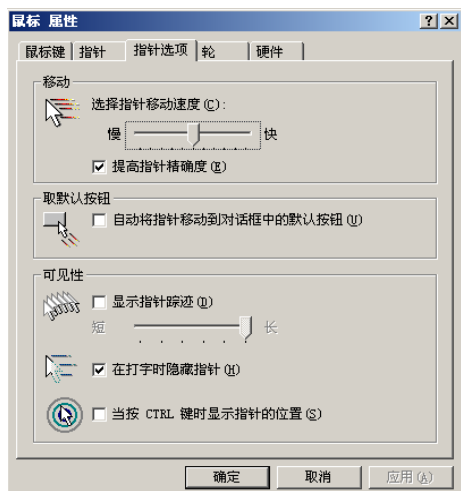 鼠标 属性
鼠标键 指针 指针选项 轮 硬件
移动
选择指针移动速度(C):
慢 快
提高指针精确度(E)
取默认按钮
自动将指针移动到对话框中的默认按钮(U)
可见性
显示指针踪迹(D)
短 长
在打字时隐藏指针(H)
当按 CTRL 键时显示指针的位置(S)
确定 取消 应用(A)